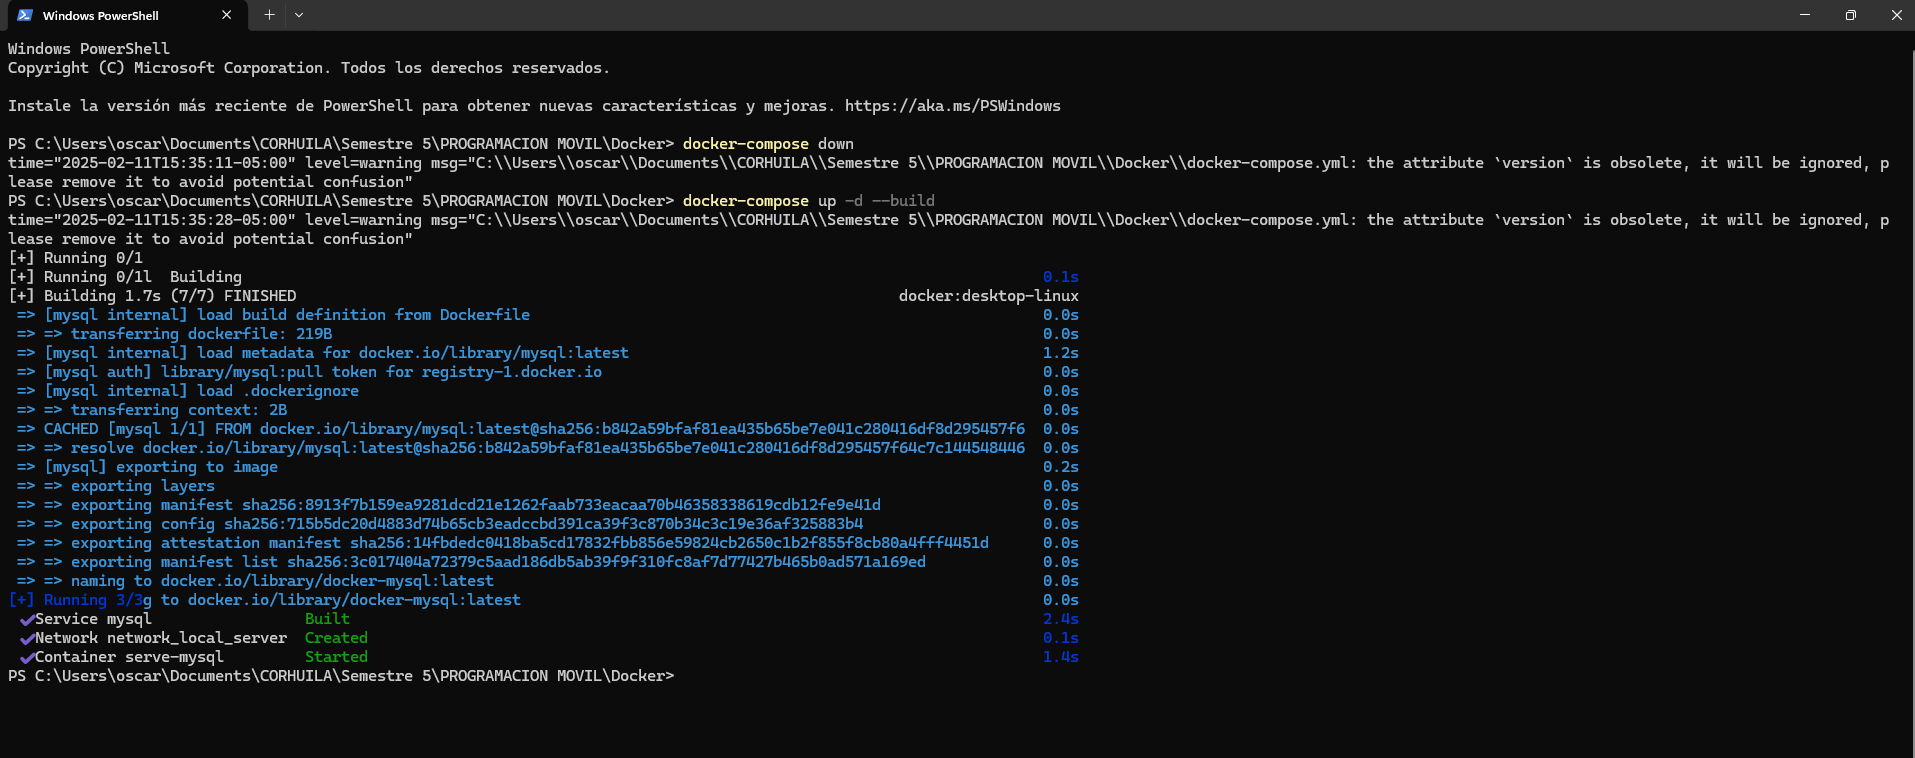 Windows PowerShell
Windows PowerShell
Copyright (C) Microsoft Corporation. Todos los derechos reservados.
Instale la versión más reciente de PowerShell para obtener nuevas características y mejoras. https://aka.ms/PSWindows
PS C:\Users\oscar\Documents\CORHUILA\Semestre 5\PROGRAMACION MOVIL\Docker> docker-compose down
time="2025-02-11T15:35:11-05:00" level=warning msg="C:\\Users\\oscar\\Documents\\CORHUILA\\Semestre 5\\PROGRAMACION MOVIL\\Docker\\docker-compose.yml: the attribute `version` is obsolete, it will be ignored, p
lease remove it to avoid potential confusion"
PS C:\Users\oscar\Documents\CORHUILA\Semestre 5\PROGRAMACION MOVIL\Docker> docker-compose up -d --build
time="2025-02-11T15:35:28-05:00" level=warning msg="C:\\Users\\oscar\\Documents\\CORHUILA\\Semestre 5\\PROGRAMACION MOVIL\\Docker\\docker-compose.yml: the attribute `version` is obsolete, it will be ignored, p
lease remove it to avoid potential confusion"
[+] Running 0/1
[+] Running 0/1l  Building 0.1s
[+] Building 1.7s (7/7) FINISHED docker:desktop-linux
=> [mysql internal] load build definition from Dockerfile 0.0s
=> => transferring dockerfile: 219B 0.0s
=> [mysql internal] load metadata for docker.io/library/mysql:latest 1.2s
=> [mysql auth] library/mysql:pull token for registry-1.docker.io 0.0s
=> [mysql internal] load .dockerignore 0.0s
=> => transferring context: 2B 0.0s
=> CACHED [mysql 1/1] FROM docker.io/library/mysql:latest@sha256:b842a59bfaf81ea435b65be7e041c280416df8d295457f6 0.0s
=> => resolve docker.io/library/mysql:latest@sha256:b842a59bfaf81ea435b65be7e041c280416df8d295457f64c7c144548446 0.0s
=> [mysql] exporting to image 0.2s
=> => exporting layers 0.0s
=> => exporting manifest sha256:8913f7b159ea9281dcd21e1262faab733eacaa70b46358338619cdb12fe9e41d 0.0s
=> => exporting config sha256:715b5dc20d4883d74b65cb3eadccbd391ca39f3c870b34c3c19e36af325883b4 0.0s
=> => exporting attestation manifest sha256:14fbdedc0418ba5cd17832fbb856e59824cb2650c1b2f855f8cb80a4fff4451d 0.0s
=> => exporting manifest list sha256:3c017404a72379c5aad186db5ab39f9f310fc8af7d77427b465b0ad571a169ed 0.0s
=> => naming to docker.io/library/docker-mysql:latest 0.0s
[+] Running 3/3g to docker.io/library/docker-mysql:latest 0.0s
✔Service mysql Built 2.4s
✔Network network_local_server Created 0.1s
✔Container serve-mysql Started 1.4s
PS C:\Users\oscar\Documents\CORHUILA\Semestre 5\PROGRAMACION MOVIL\Docker>